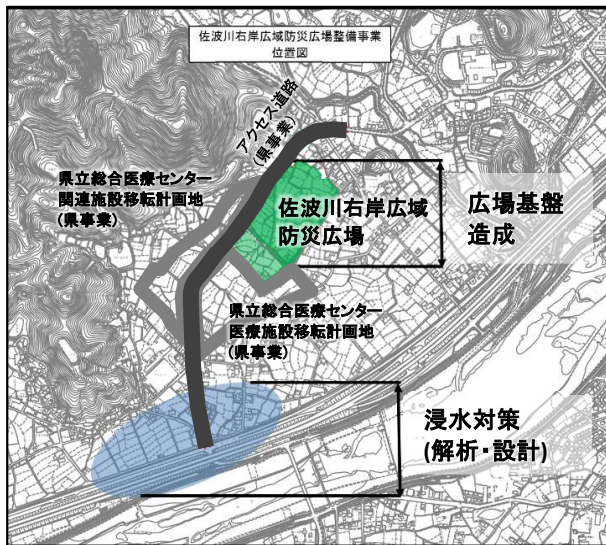 佐波川右岸広域防災広場整備事業
位置図
アクセス道路
(県事業)
県立総合医療センター
関連施設移転計画地
(県事業)
佐波川右岸広域
防災広場
広場基盤
造成
県立総合医療センター
医療施設移転計画地
(県事業)
浸水対策
(解析・設計)